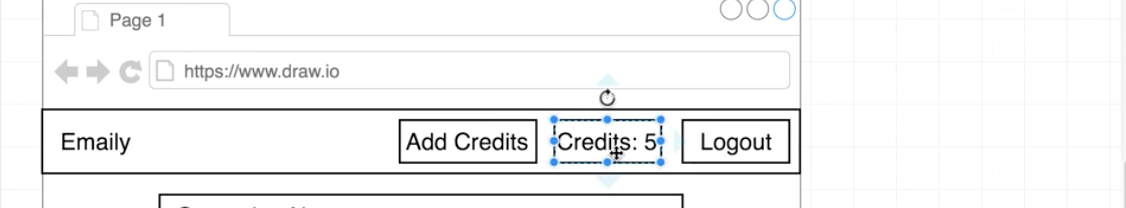 Page 1
https://www.draw.io
Emaily
Add Credits
Credits: 5
Logout